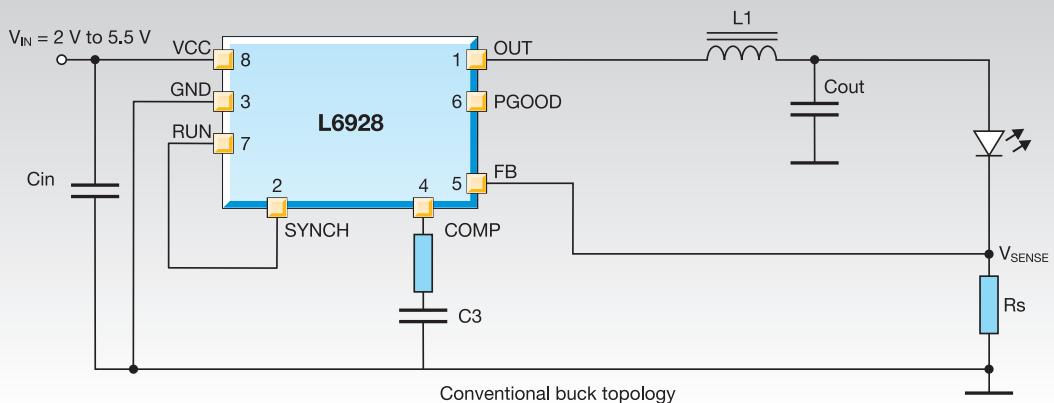 V_IN = 2 V to 5.5 V
VCC
8
GND
3
RUN
7
L6928
1
OUT
6
PGOOD
5
FB
2
SYNCH
4
COMP
Cin
C3
L1
Cout
V_SENSE
Rs
Conventional buck topology